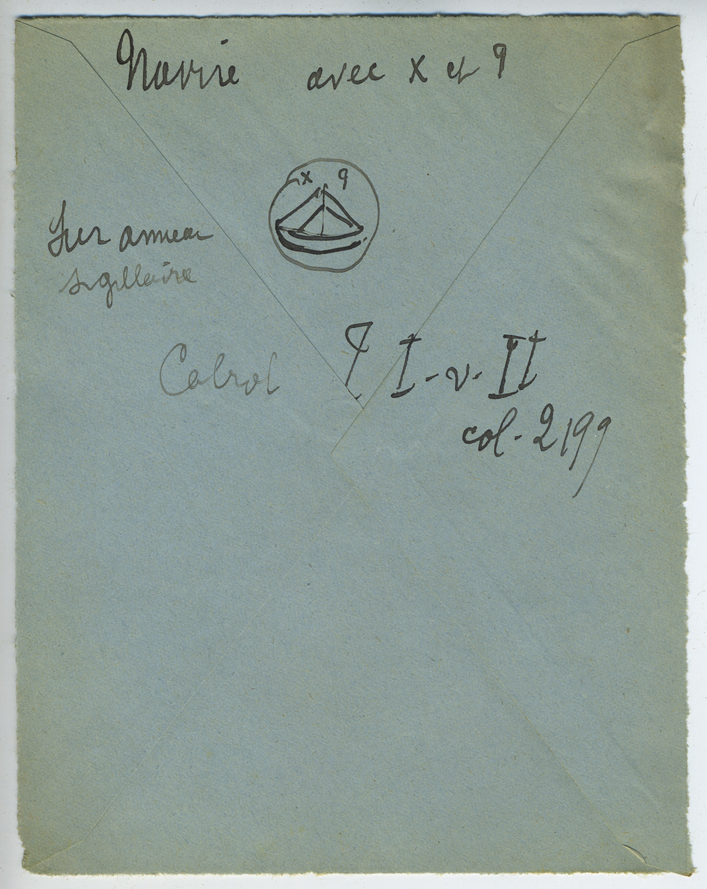 Navire avec x et 9
x 9
Sur anneau
sigillaire
Cabrol T I - v - II
col - 2199